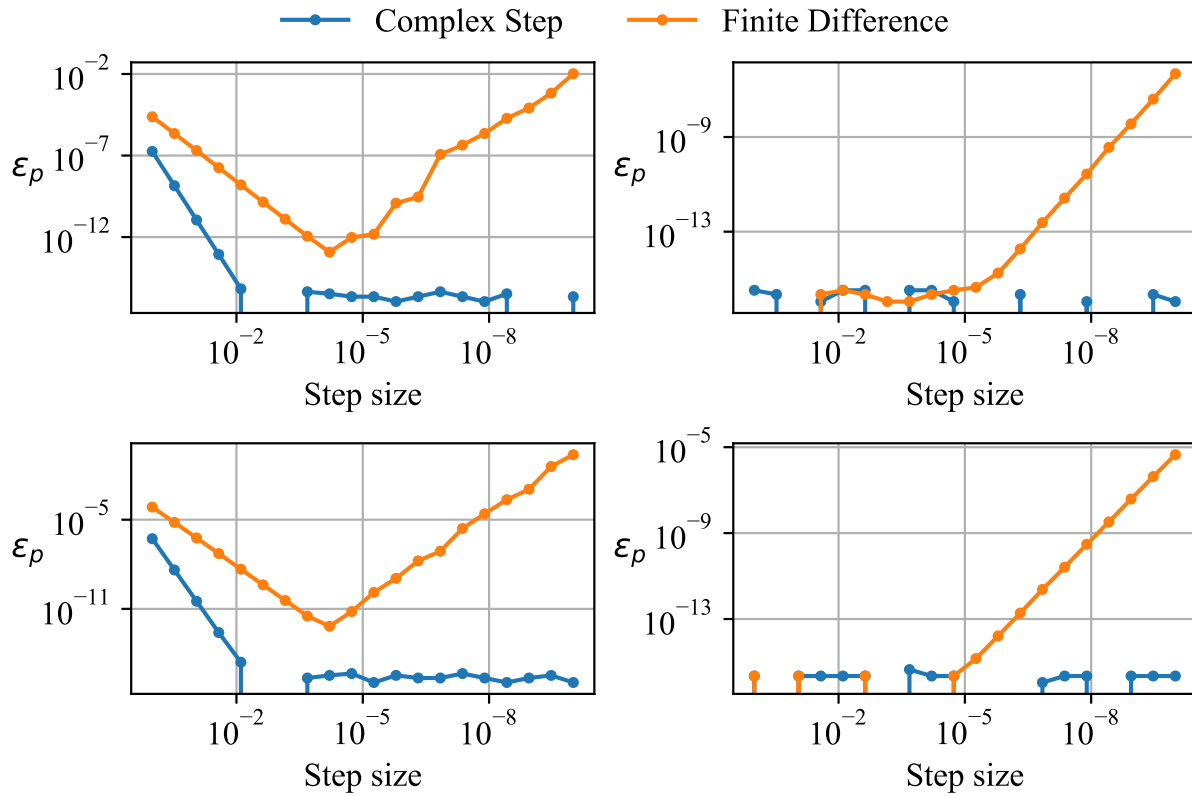 Complex Step Finite Difference
10^{-2}
10^{-7}
10^{-12}
ε_p
10^{-2} 10^{-5} 10^{-8}
Step size
10^{-9}
10^{-13}
ε_p
10^{-2} 10^{-5} 10^{-8}
Step size
10^{-5}
10^{-11}
ε_p
10^{-2} 10^{-5} 10^{-8}
Step size
10^{-5}
10^{-9}
10^{-13}
ε_p
10^{-2} 10^{-5} 10^{-8}
Step size